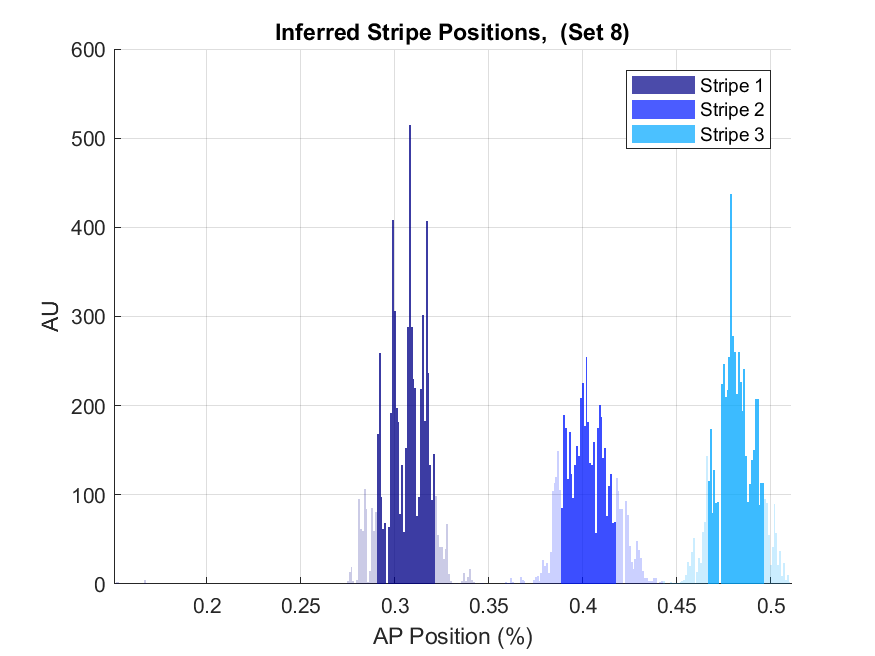 Inferred Stripe Positions,  (Set 8)
600
500
400
300
200
100
0
AU
Stripe 1
Stripe 2
Stripe 3
0.2 0.25 0.3 0.35 0.4 0.45 0.5
AP Position (%)